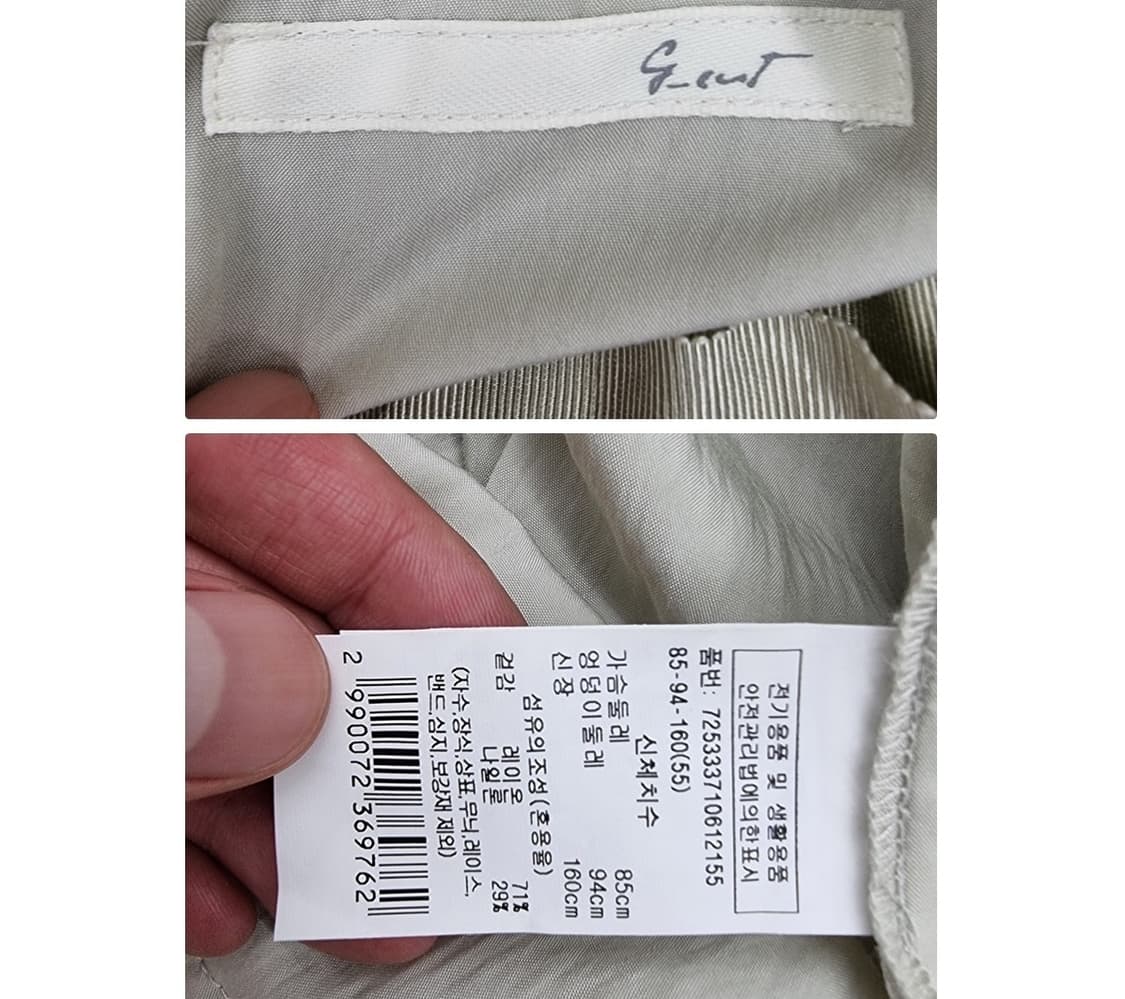 G_cut
전기용품 및 생활용품
안전관리법에의한표시
품번: 725333710612155
85-94-160(55)
신체치수
가슴둘레 85cm
엉덩이둘레 94cm
신장 160cm
섬유의조성(혼용율)
겉감 레이온 71%
나일론 29%
(자수,장식,상표,무늬,레이스,
밴드,심지,보강재 제외)
2 990072 369762